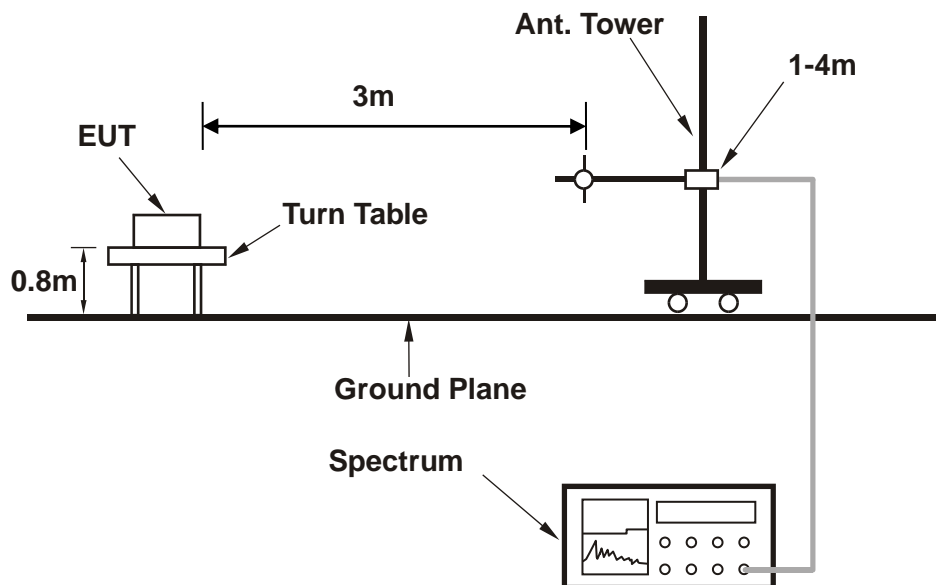 Ant. Tower
1-4m
3m
EUT
Turn Table
0.8m
Ground Plane
Spectrum